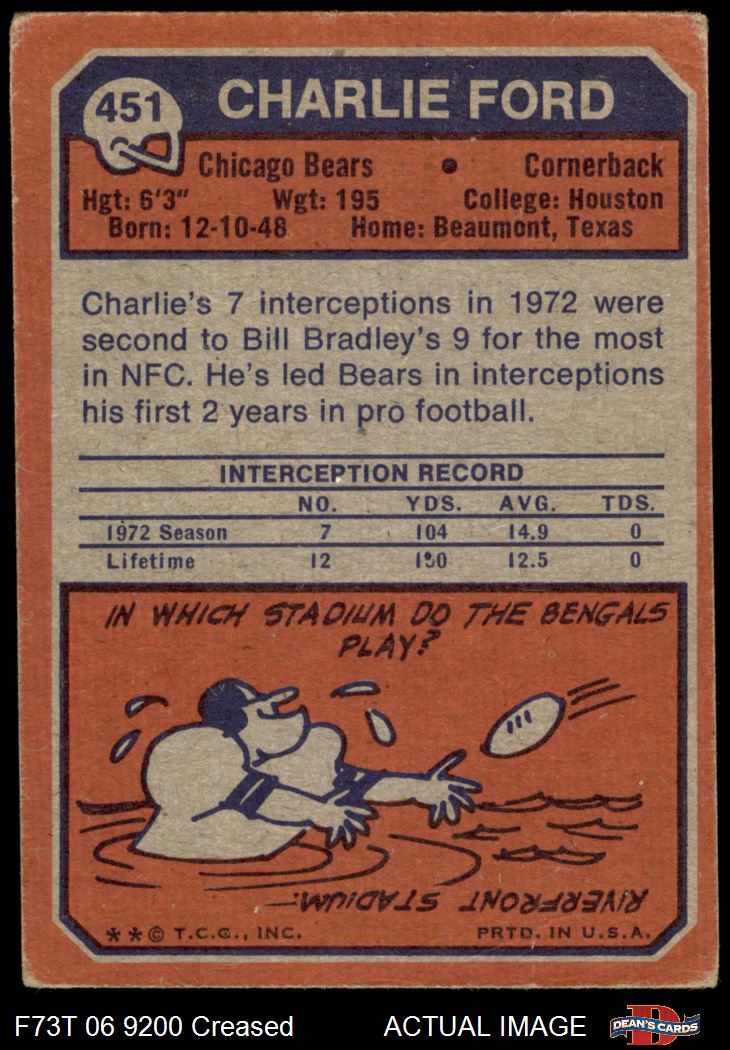 451
CHARLIE FORD
Chicago Bears • Cornerback
Hgt: 6'3" Wgt: 195 College: Houston
Born: 12-10-48 Home: Beaumont, Texas
Charlie's 7 interceptions in 1972 were
second to Bill Bradley's 9 for the most
in NFC. He's led Bears in interceptions
his first 2 years in pro football.
INTERCEPTION RECORD
NO. YDS. AVG. TDS.
1972 Season 7 104 14.9 0
Lifetime 12 150 12.5 0
IN WHICH STADIUM DO THE BENGALS
PLAY?
RIVERFRONT STADIUM.
**© T.C.G., INC. PRTD. IN U.S.A.
F73T 06 9200 Creased ACTUAL IMAGE
D
DEAN'S CARDS